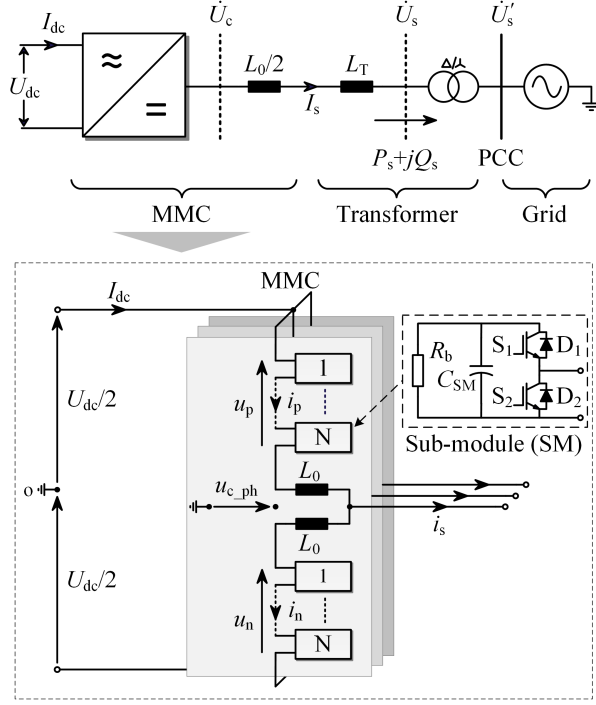 I_dc
U̇_c
U̇_s
U̇_s′
U_dc
≈
=
L_0/2
I_s
L_T
Δ/Y
P_s+jQ_s
PCC
MMC
Transformer
Grid
I_dc
MMC
U_dc/2
u_p
i_p
1
N
R_b
C_SM
S_1
D_1
S_2
D_2
Sub-module (SM)
o
u_c_ph
L_0
L_0
i_s
U_dc/2
u_n
i_n
1
N